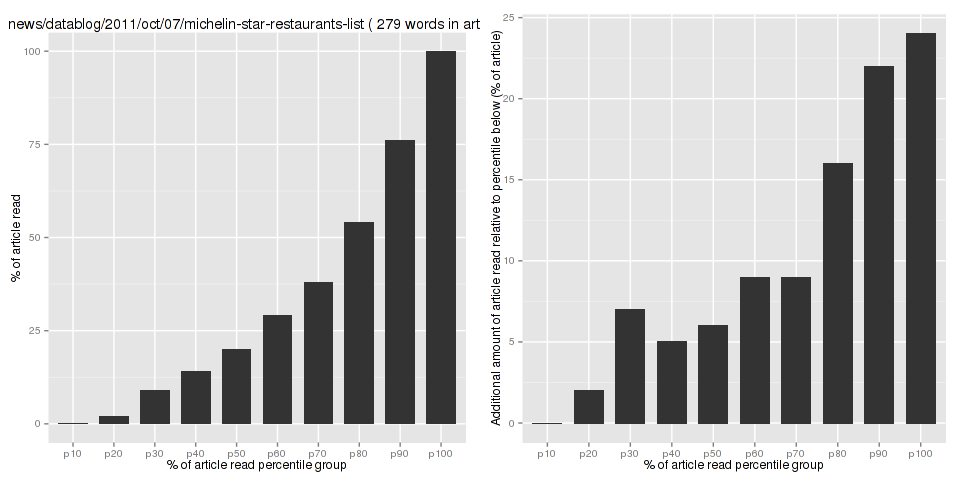 news/datablog/2011/oct/07/michelin-star-restaurants-list ( 279 words in art
% of article read
100
75
50
25
0
p10 p20 p30 p40 p50 p60 p70 p80 p90 p100
% of article read percentile group
Additional amount of article read relative to percentile below (% of article)
25
20
15
10
5
0
p10 p20 p30 p40 p50 p60 p70 p80 p90 p100
% of article read percentile group